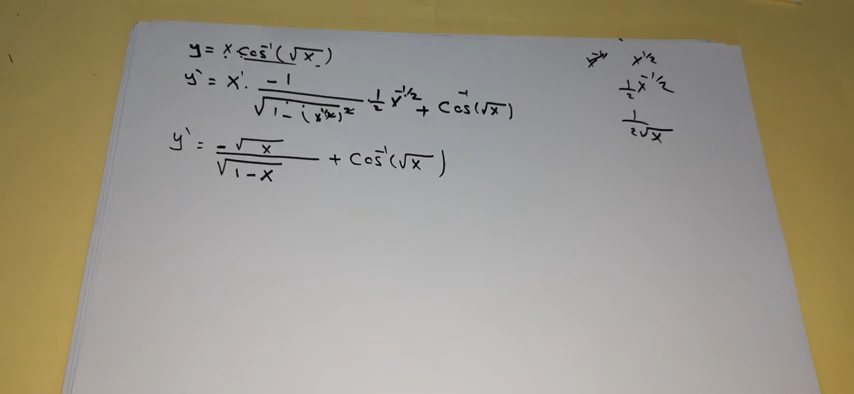 y = x cos⁻¹(√x)
y' = x¹ · -1 / √(1 - (x^1/2)²) 1/2 x^-1/2 + Cos⁻¹(√x)
y' = -√x / √(1-x) + Cos⁻¹(√x)
x^1/2
1/2 x^-1/2
1 / 2√x